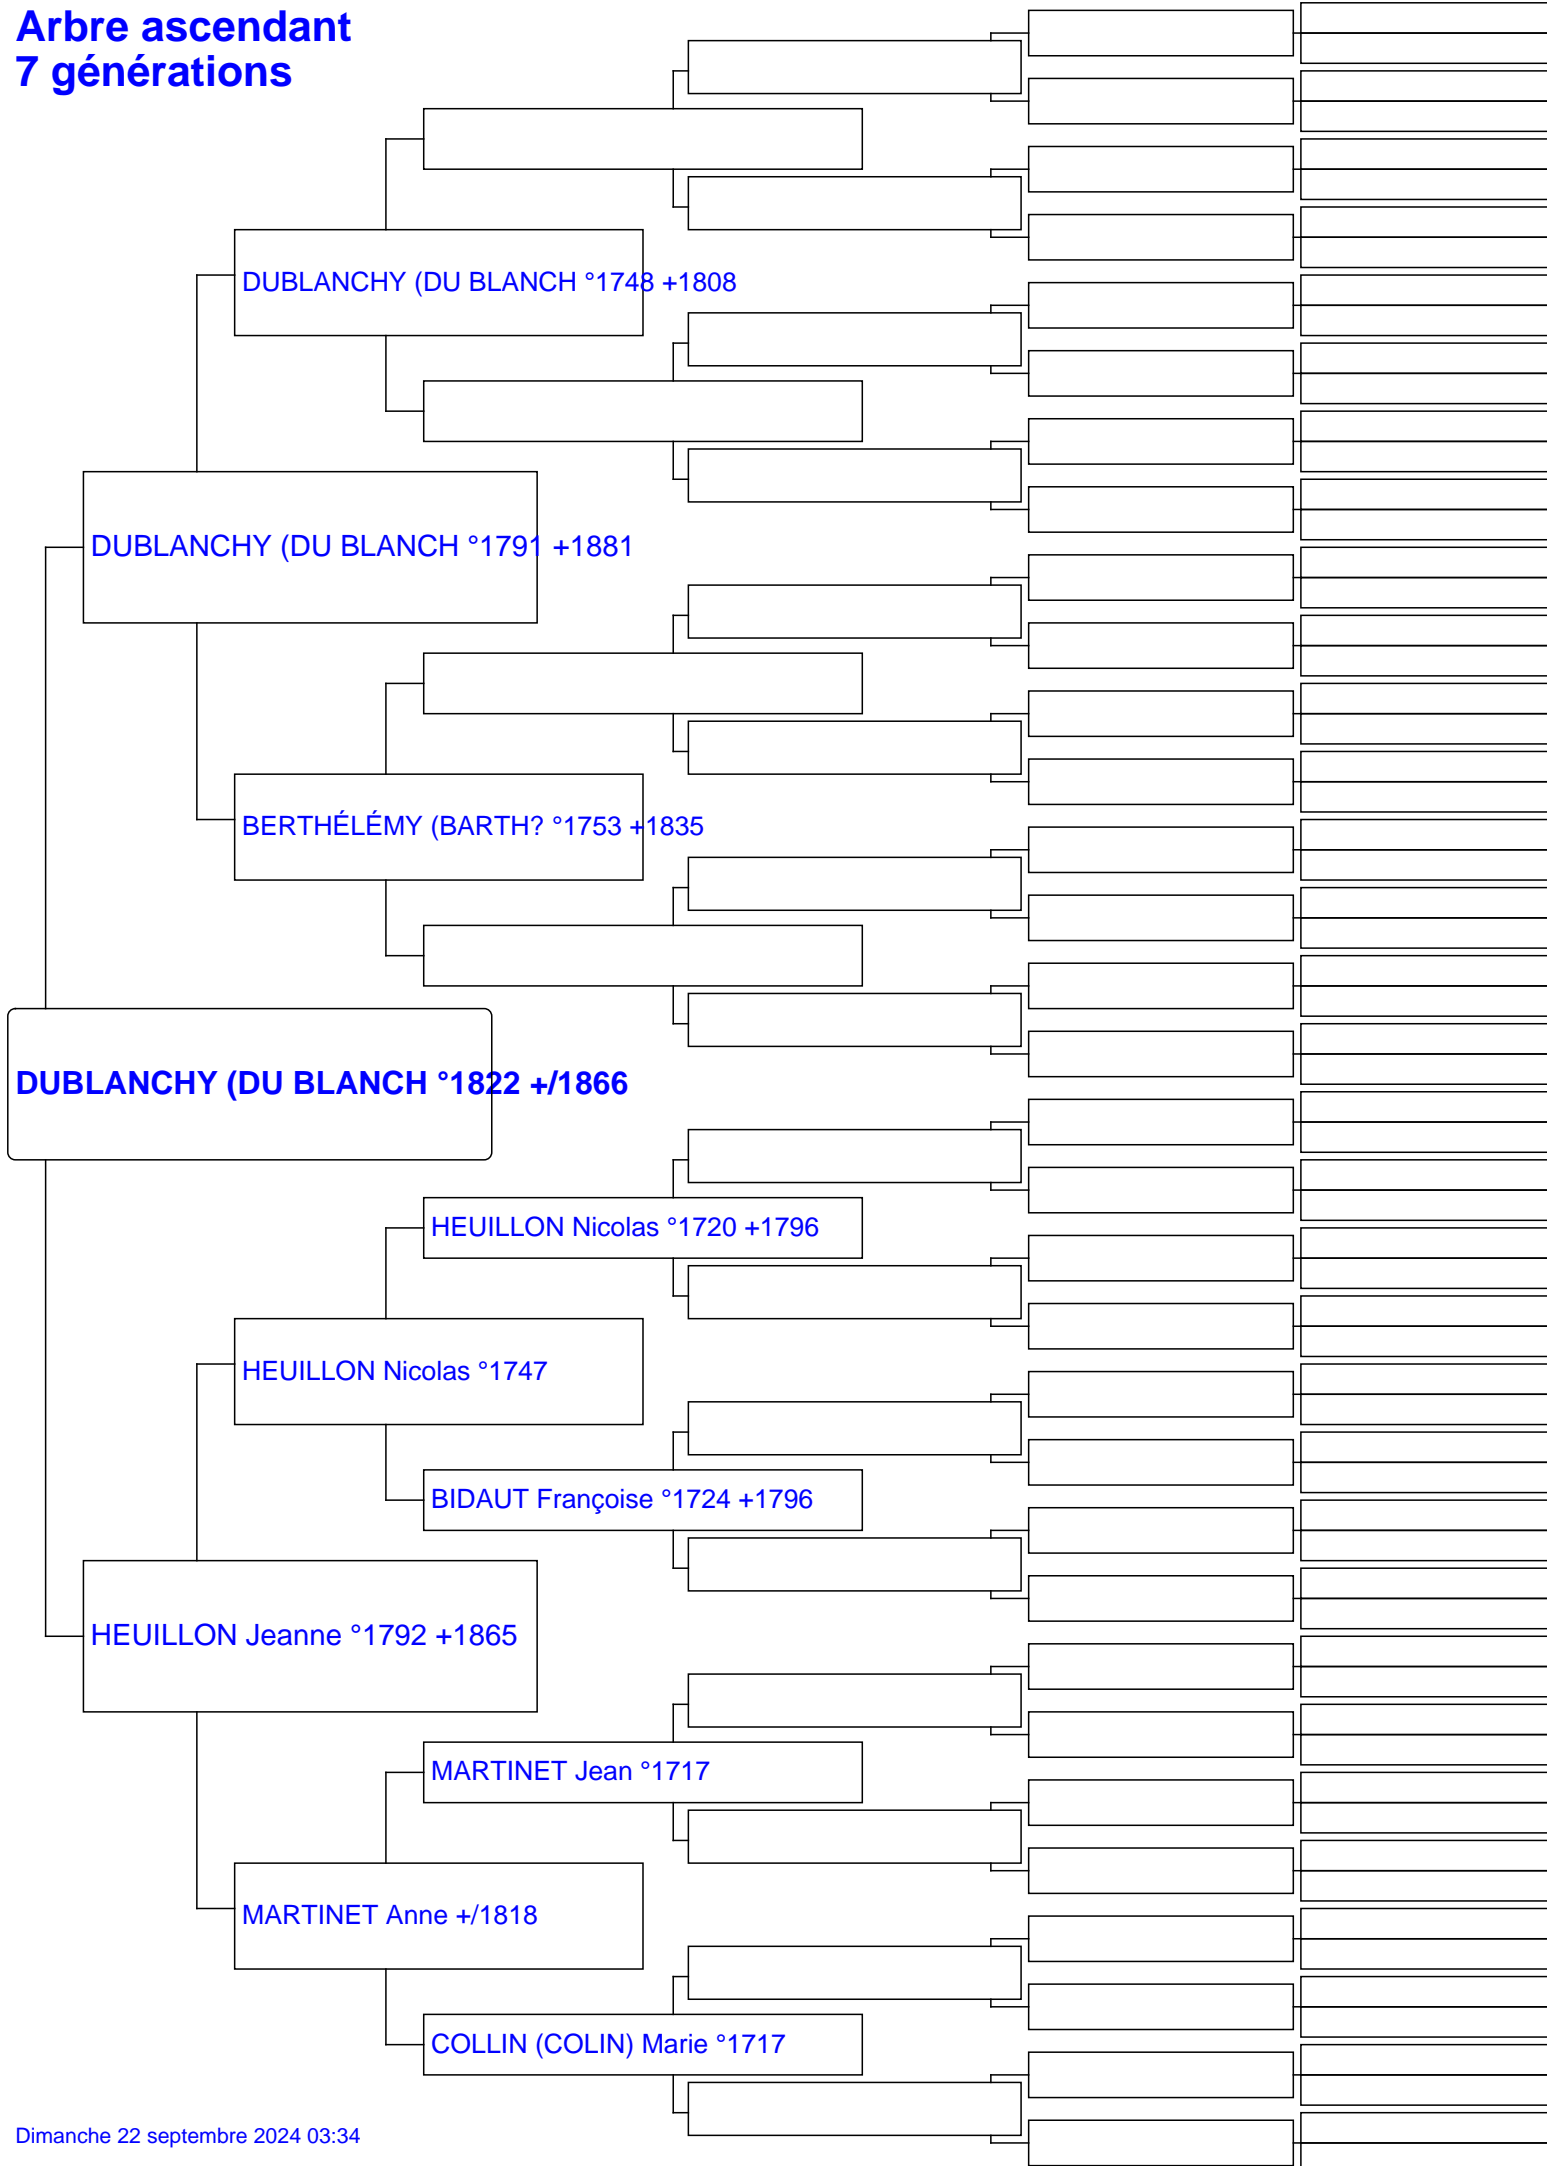 Arbre ascendant
7 générations
DUBLANCHY (DU BLANCH °1748 +1808
DUBLANCHY (DU BLANCH °1791 +1881
BERTHÉLÉMY (BARTH? °1753 +1835
DUBLANCHY (DU BLANCH °1822 +/1866
HEUILLON Nicolas °1720 +1796
HEUILLON Nicolas °1747
BIDAUT Françoise °1724 +1796
HEUILLON Jeanne °1792 +1865
MARTINET Jean °1717
MARTINET Anne +/1818
COLLIN (COLIN) Marie °1717
Dimanche 22 septembre 2024 03:34